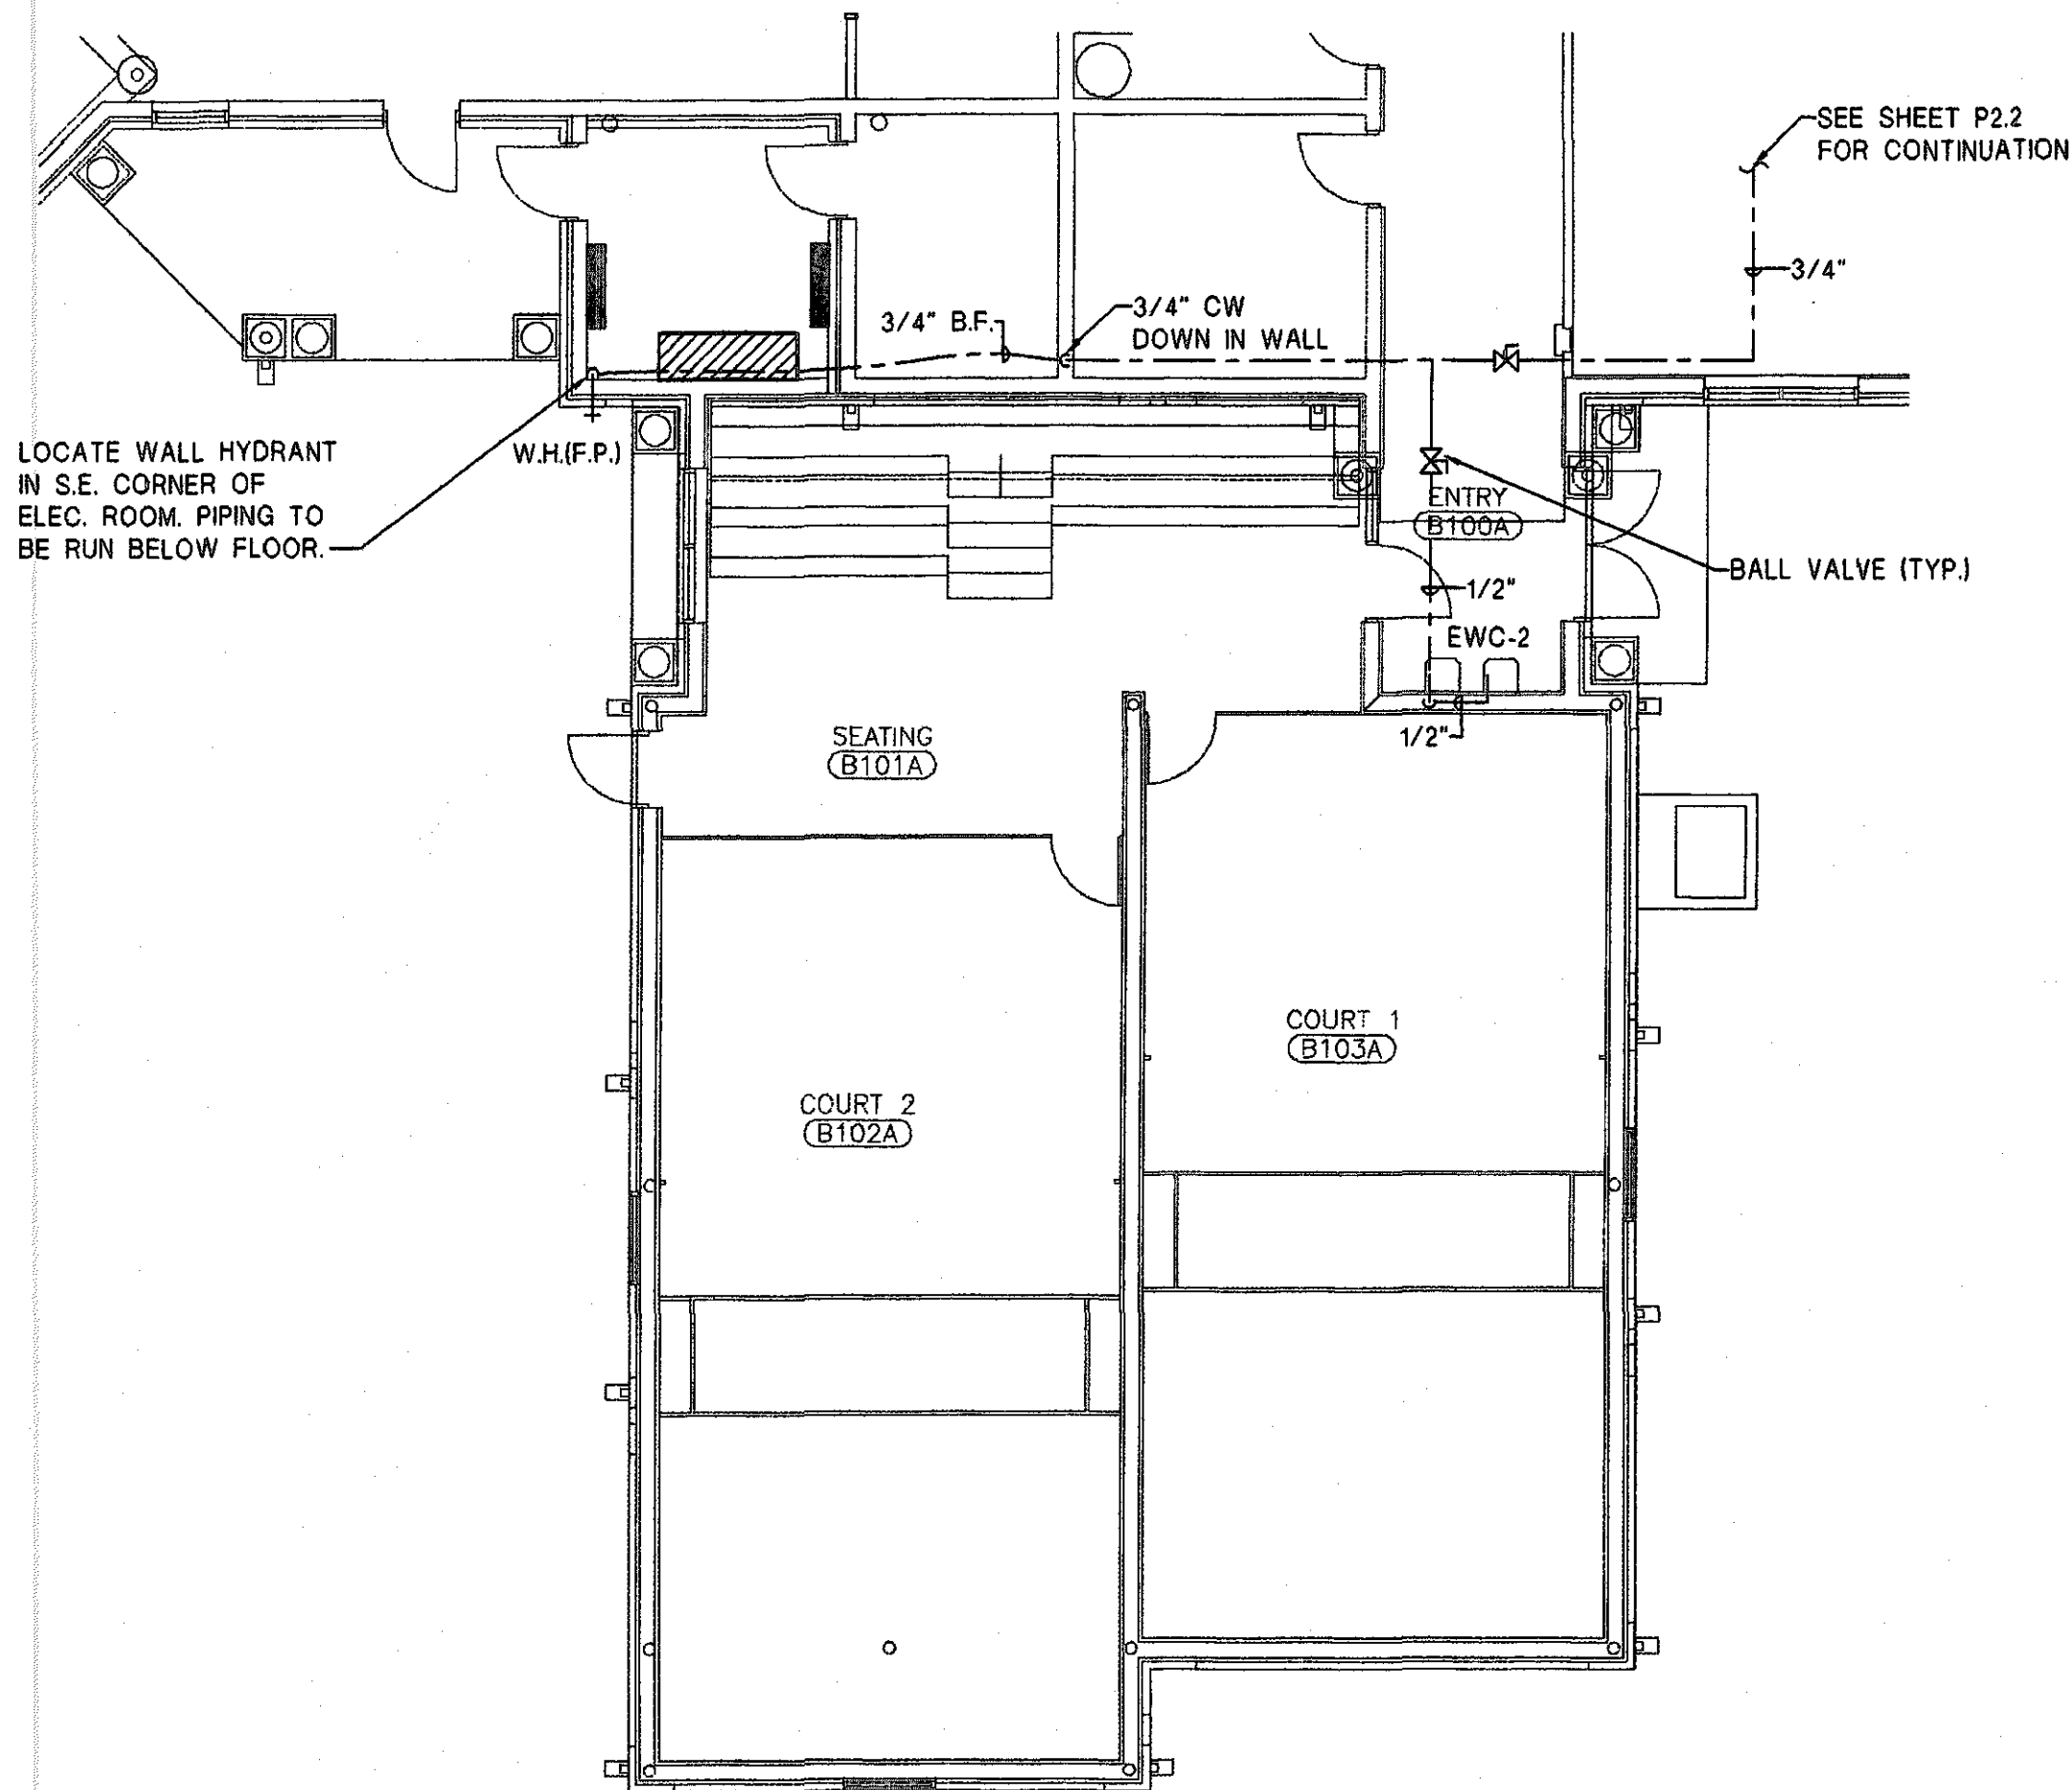 SEE SHEET P2.2
FOR CONTINUATION
3/4"
3/4" B.F.
3/4" CW
DOWN IN WALL
LOCATE WALL HYDRANT
IN S.E. CORNER OF
ELEC. ROOM. PIPING TO
BE RUN BELOW FLOOR.
W.H.(F.P.)
ENTRY
B100A
BALL VALVE (TYP.)
1/2"
EWC-2
1/2"
SEATING
B101A
COURT 1
B103A
COURT 2
B102A